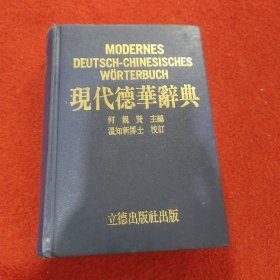 MODERNES
DEUTSCH-CHINESISCHES
WÖRTERBUCH
現代德華辭典
何覲賢 主編
溫知新博士 校訂
立德出版社出版